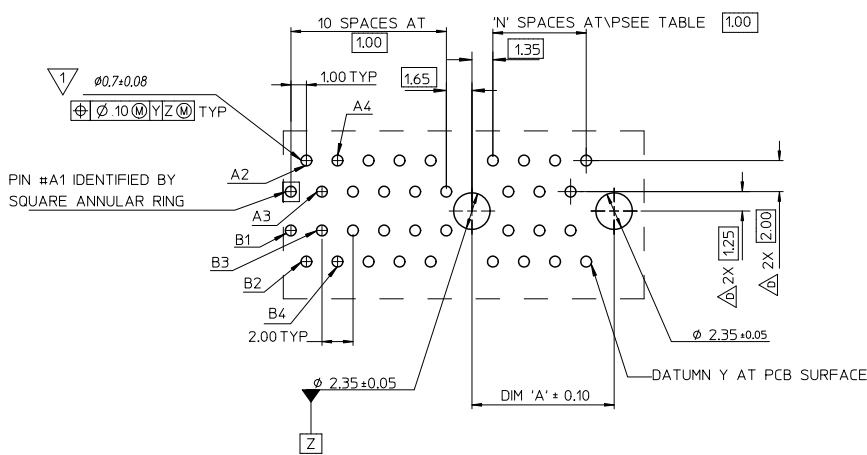 10 SPACES AT
1.00
'N' SPACES AT\PSEE TABLE 1.00
1.35
1.65
1.00 TYP
1
Ø0.7±0.08
⌖ Ø .10 Ⓜ Y Z Ⓜ TYP
A4
A2
PIN #A1 IDENTIFIED BY
SQUARE ANNULAR RING
A3
B1
B3
B2
B4
2.00 TYP
D 2X 1.25
D 2X 2.00
Ø 2.35±0.05
Ø 2.35±0.05
DATUMN Y AT PCB SURFACE
DIM 'A' ± 0.10
Z